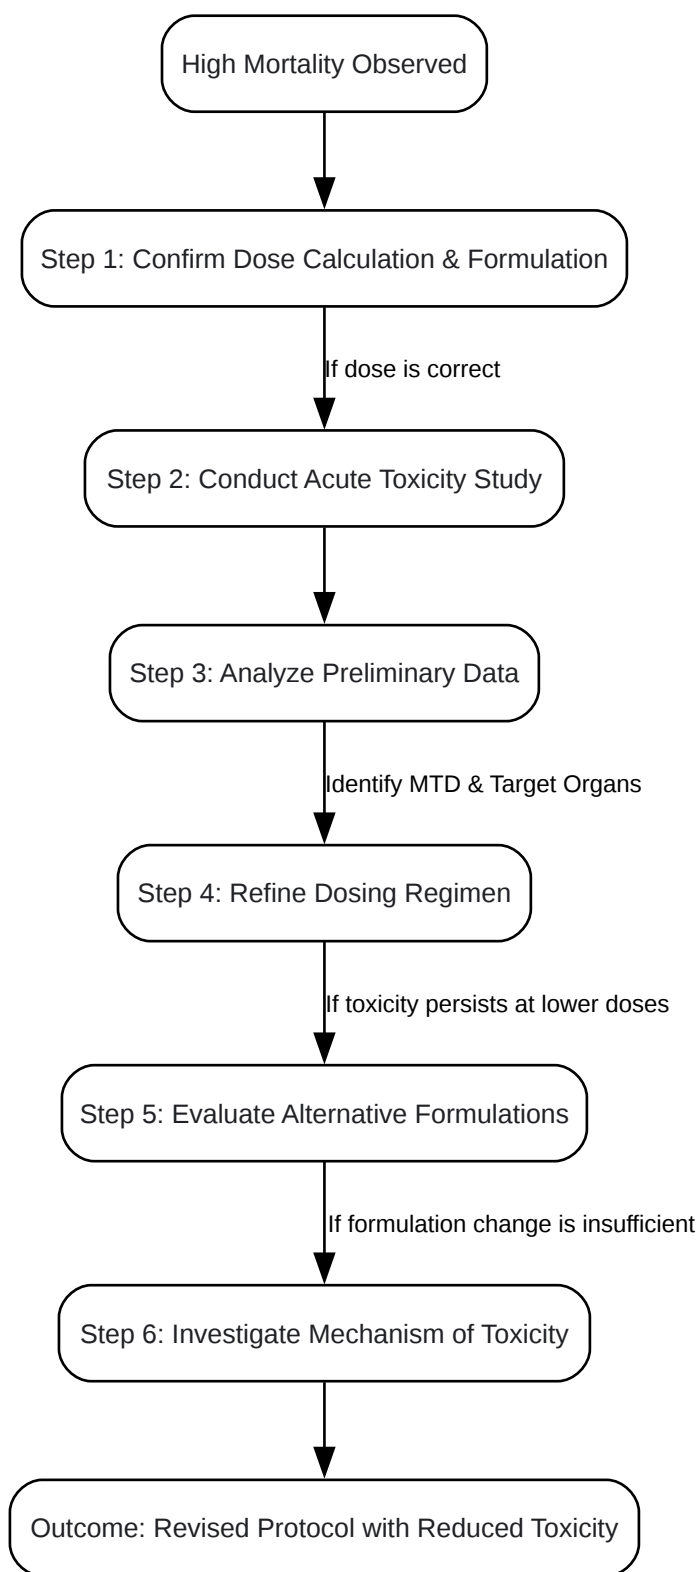 High Mortality Observed
Step 1: Confirm Dose Calculation & Formulation
If dose is correct
Step 2: Conduct Acute Toxicity Study
Step 3: Analyze Preliminary Data
Identify MTD & Target Organs
Step 4: Refine Dosing Regimen
If toxicity persists at lower doses
Step 5: Evaluate Alternative Formulations
If formulation change is insufficient
Step 6: Investigate Mechanism of Toxicity
Outcome: Revised Protocol with Reduced Toxicity